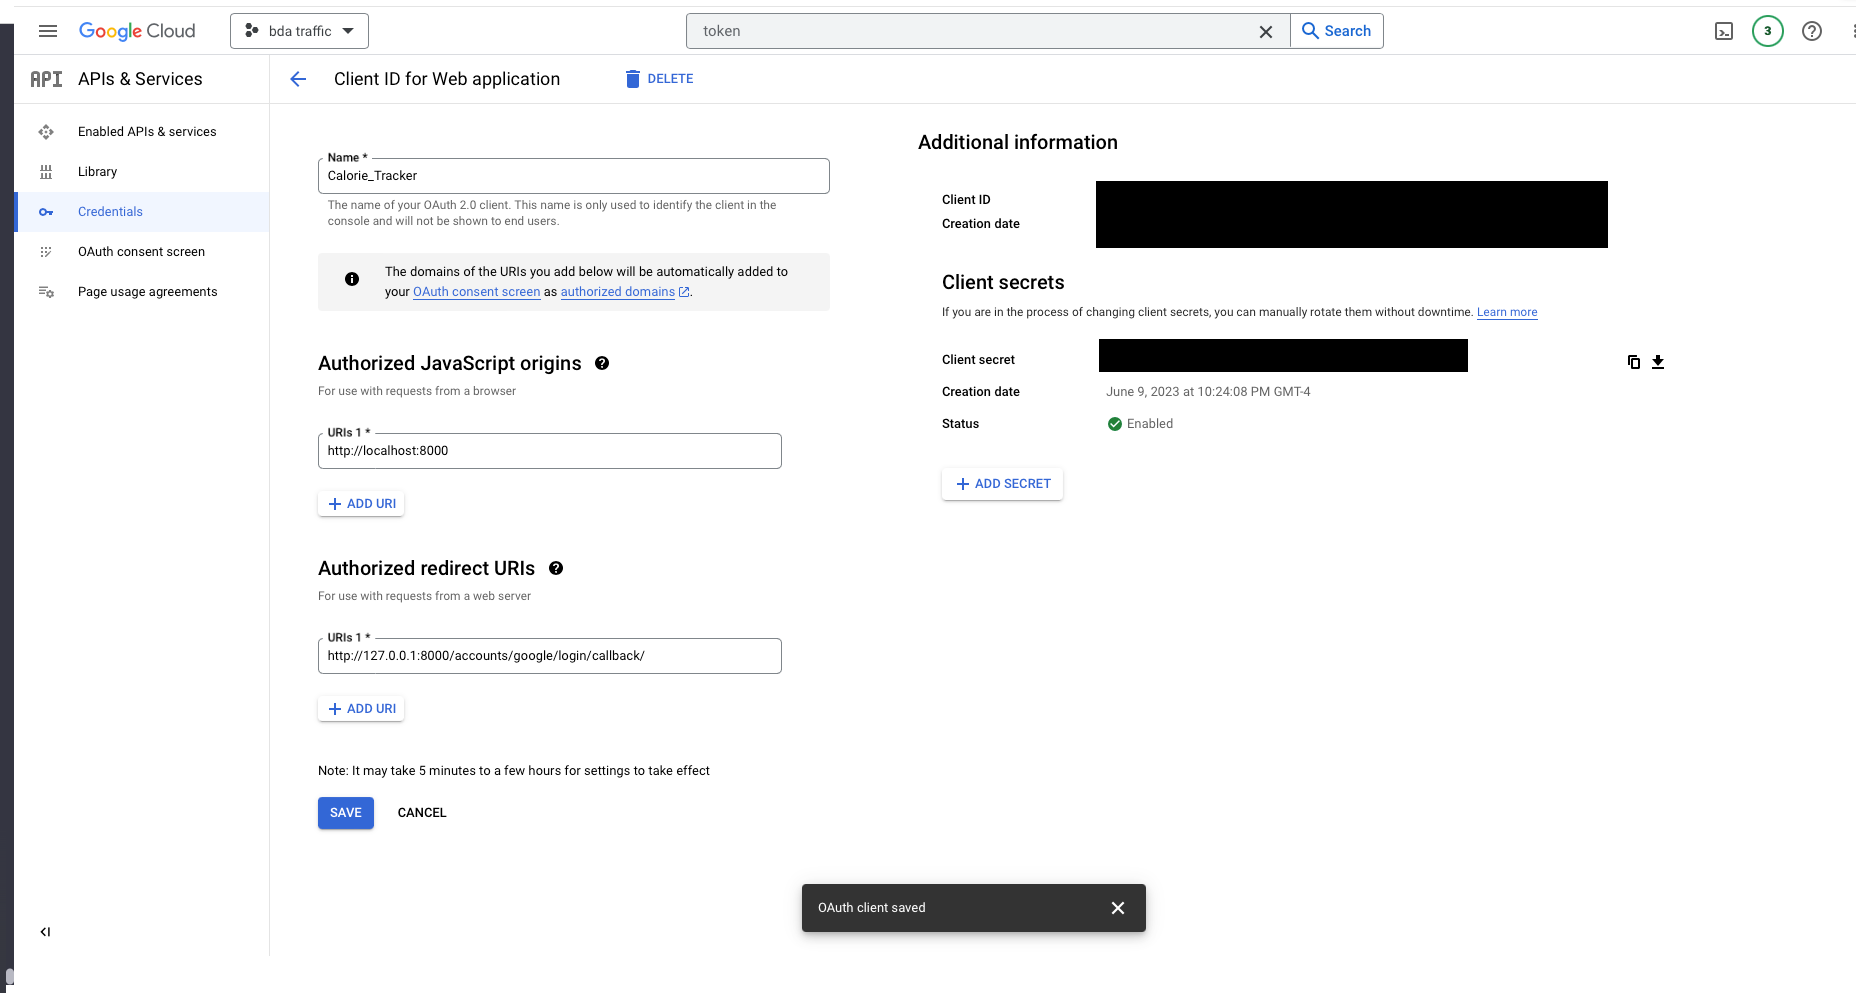 Google Cloud
bda traffic
token
Search
3
API APIs & Services
Client ID for Web application
DELETE
Enabled APIs & services
Library
Credentials
OAuth consent screen
Page usage agreements
Name *
Calorie_Tracker
The name of your OAuth 2.0 client. This name is only used to identify the client in the
console and will not be shown to end users.
The domains of the URIs you add below will be automatically added to
your OAuth consent screen as authorized domains.
Authorized JavaScript origins
For use with requests from a browser
URIs 1 *
http://localhost:8000
ADD URI
Authorized redirect URIs
For use with requests from a web server
URIs 1 *
http://127.0.0.1:8000/accounts/google/login/callback/
ADD URI
Note: It may take 5 minutes to a few hours for settings to take effect
SAVE
CANCEL
Additional information
Client ID
Creation date
Client secrets
If you are in the process of changing client secrets, you can manually rotate them without downtime. Learn more
Client secret
Creation date June 9, 2023 at 10:24:08 PM GMT-4
Status Enabled
ADD SECRET
OAuth client saved